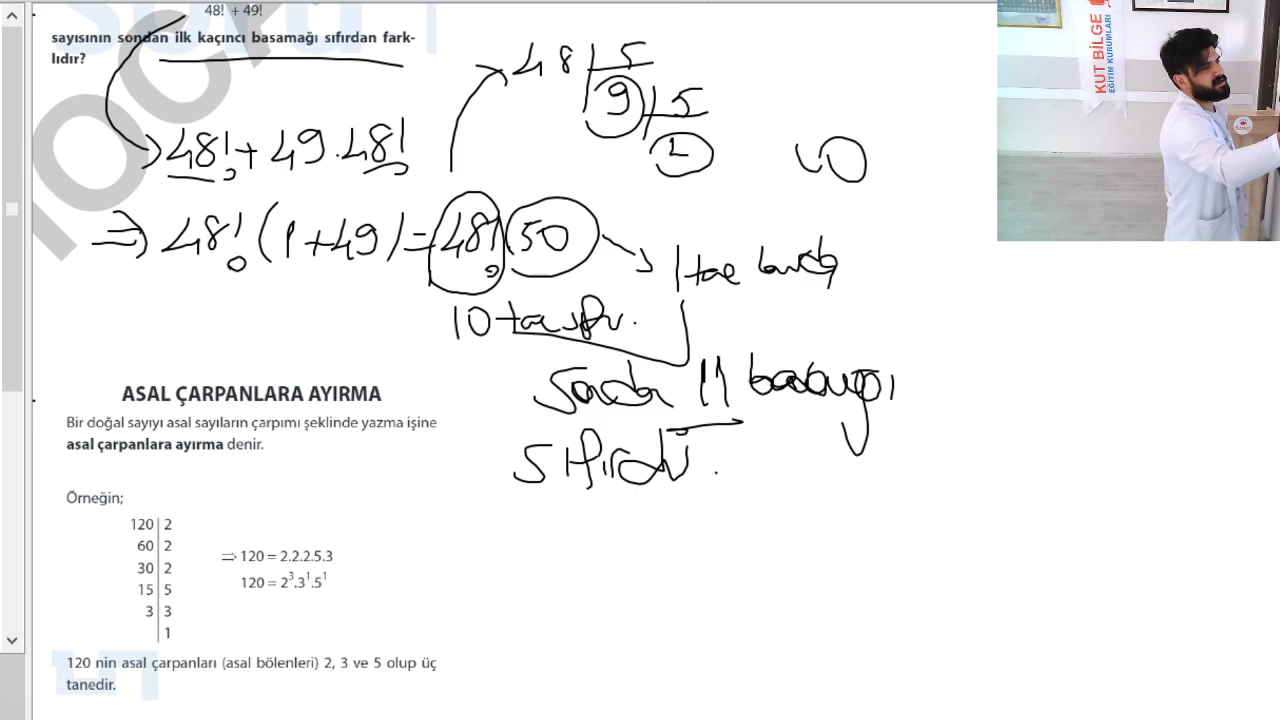 48! + 49!
sayısının sondan ilk kaçıncı basamağı sıfırdan fark-
lıdır?
48! + 49.48!
⇒ 48! (1+49) = 48! 50
48 5
9 5
1
10 tane sıfır.
1 tane
Sondan 11 basamağı
sıfırdır.
ASAL ÇARPANLARA AYIRMA
Bir doğal sayıyı asal sayıların çarpımı şeklinde yazma işine
asal çarpanlara ayırma denir.
Örneğin;
120 2
60 2
30 2
15 5
3 3
1
⇒ 120 = 2.2.2.5.3
120 = 2³.3¹.5¹
120 nin asal çarpanları (asal bölenleri) 2, 3 ve 5 olup üç
tanedir.
KUT BİLGE
EĞİTİM KURUMLARI